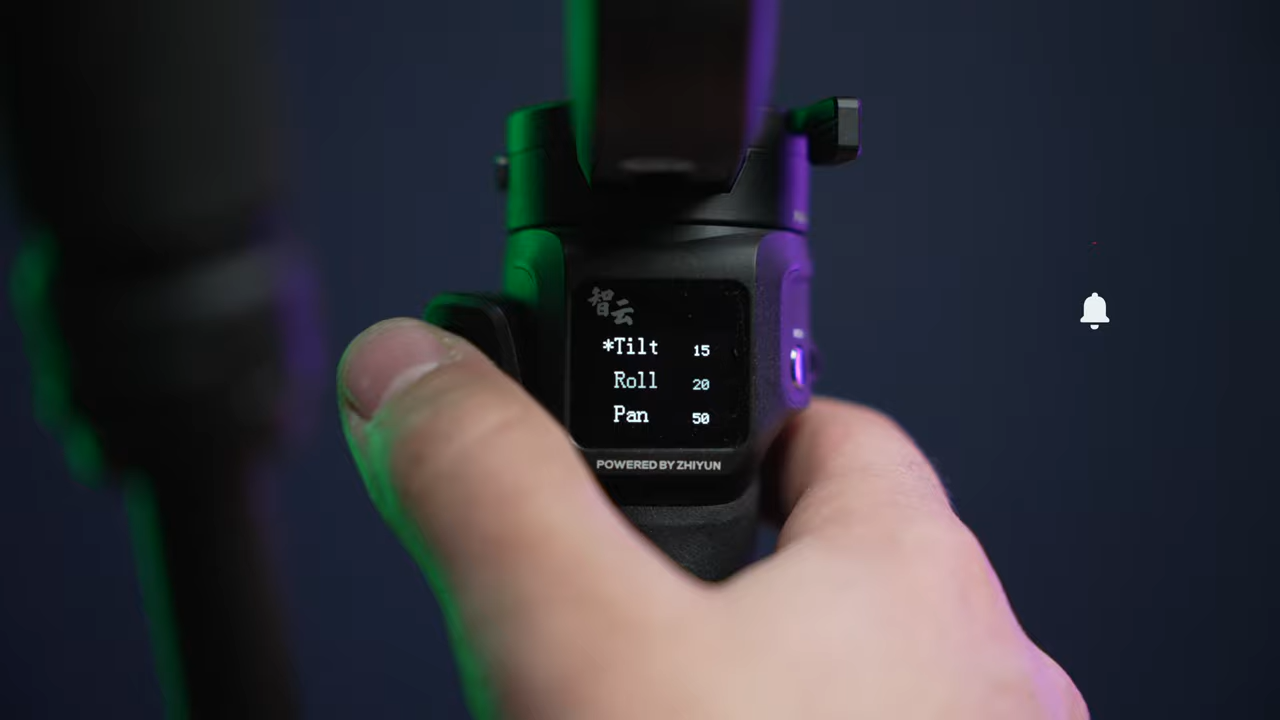 智云
*Tilt 15
Roll 20
Pan 50
POWERED BY ZHIYUN